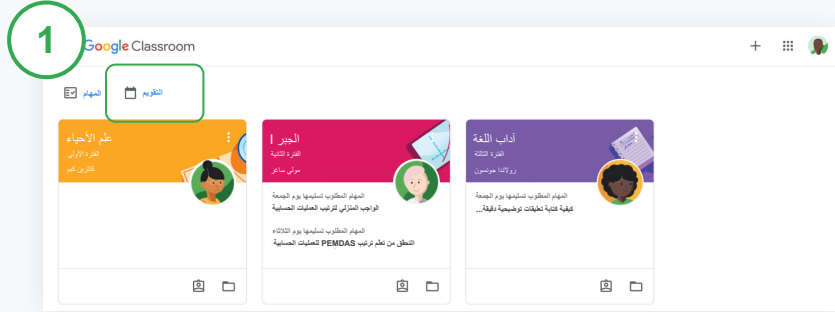 1
Google Classroom
المهام
التقويم
علم الأحياء
الفترة الأولى
كاثرين كيم
الجبر I
الفترة الثانية
مولي ساغر
المهام المطلوب تسليمها يوم الجمعة
الواجب المنزلي لترتيب العمليات الحسابية
المهام المطلوب تسليمها يوم الثلاثاء
التحقق من تعلم ترتيب PEMDAS للعمليات الحسابية
آداب اللغة
الفترة الثالثة
رولاندا جونسون
المهام المطلوب تسليمها يوم الجمعة
كيفية كتابة تعليقات توضيحية دقيقة...